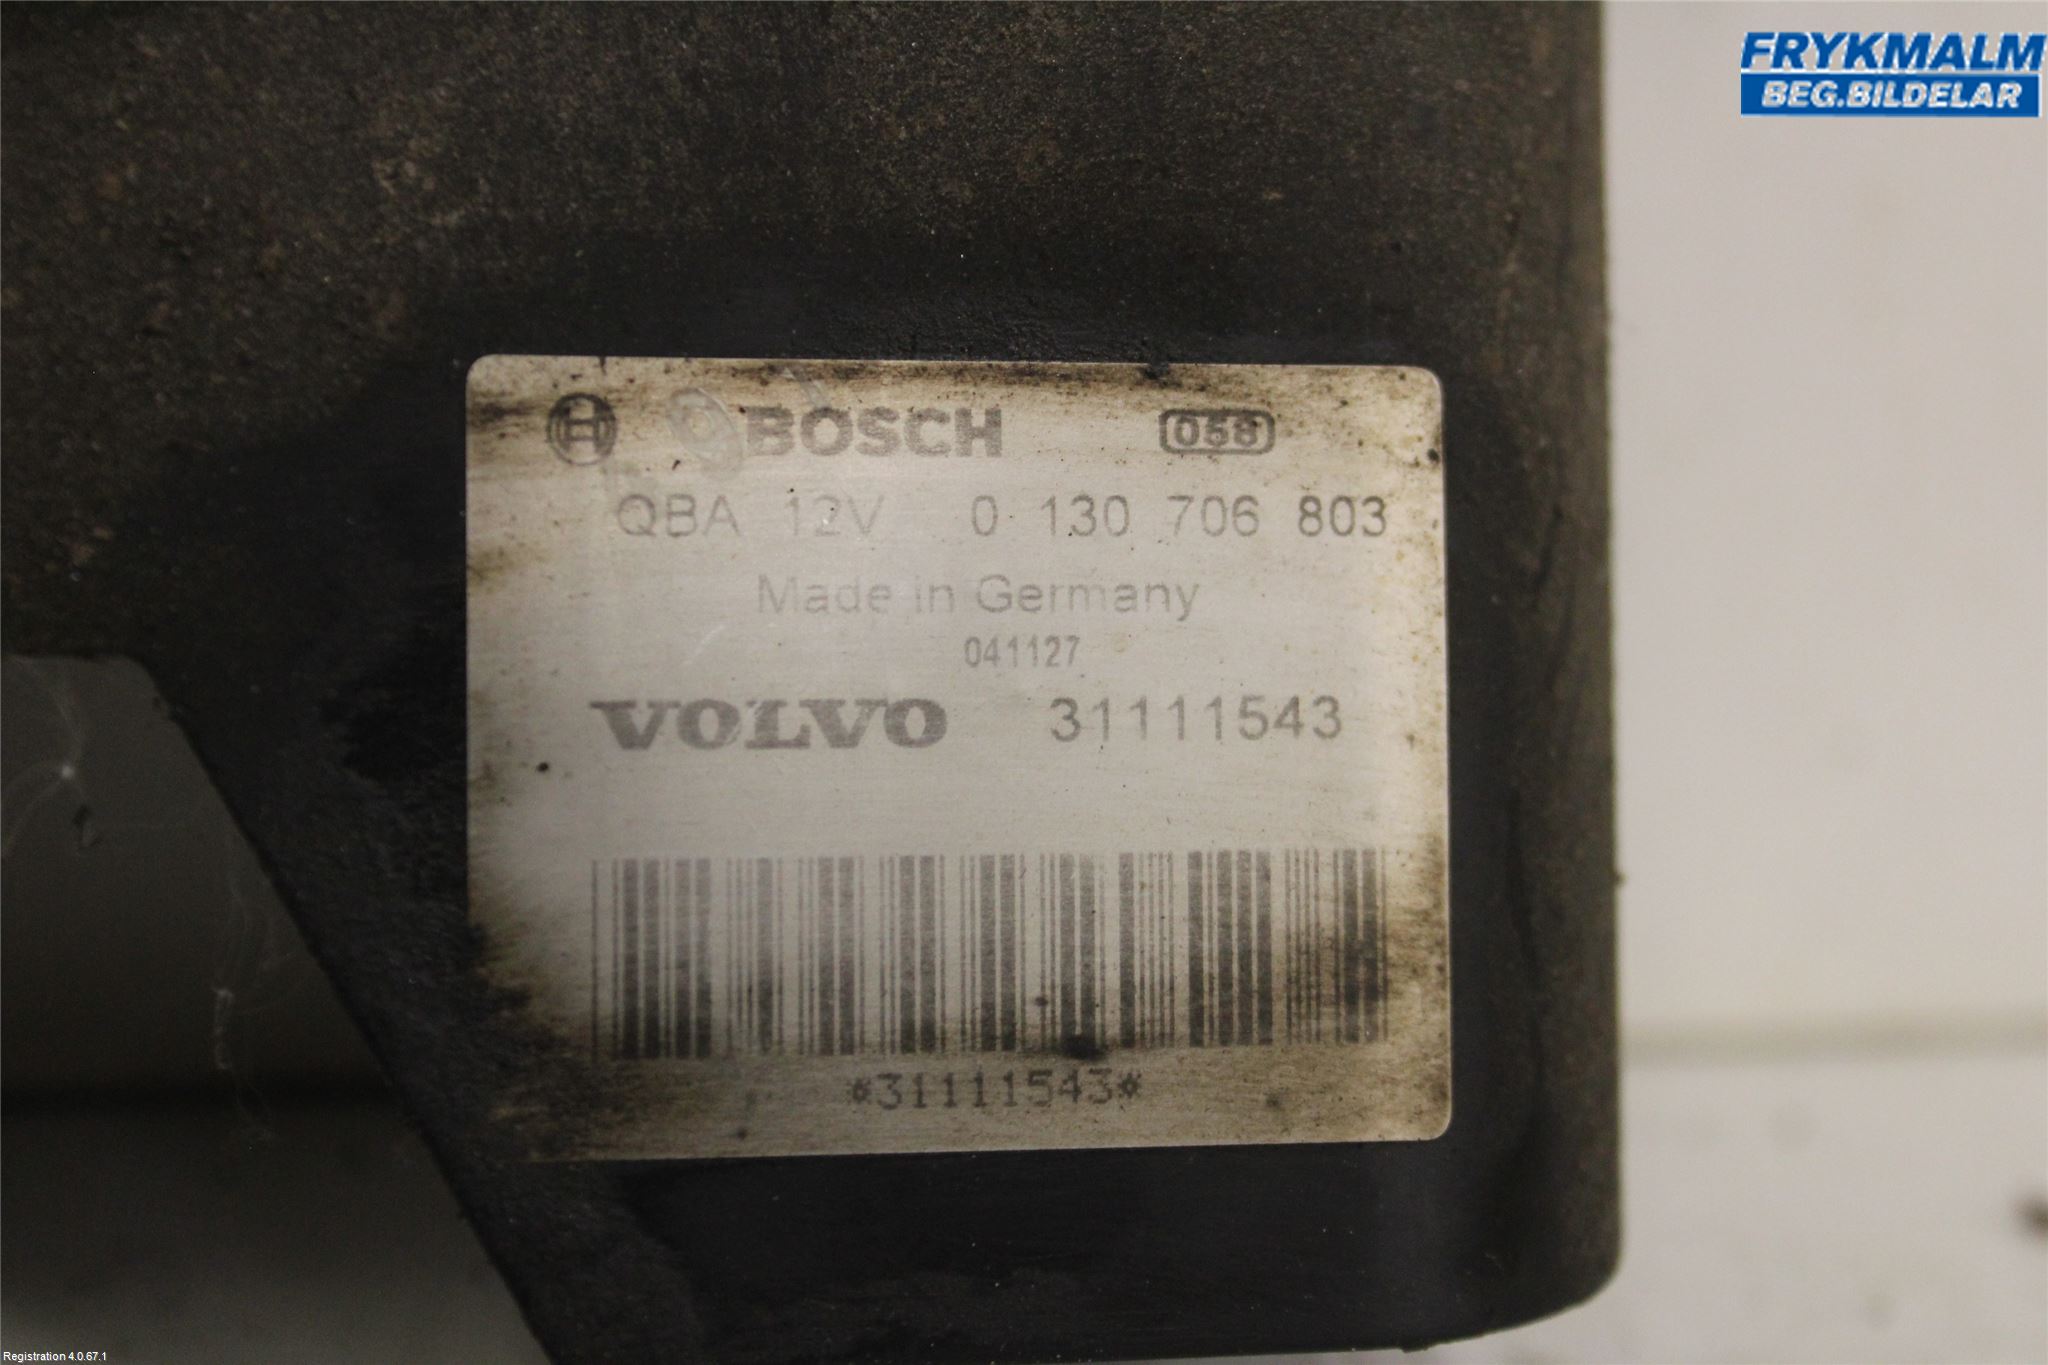 FRYKMALM
BEG.BILDELAR
BOSCH 058
QBA 12V 0 130 706 803
Made in Germany
041127
VOLVO 31111543
*31111543*
Registration 4.0.67.1